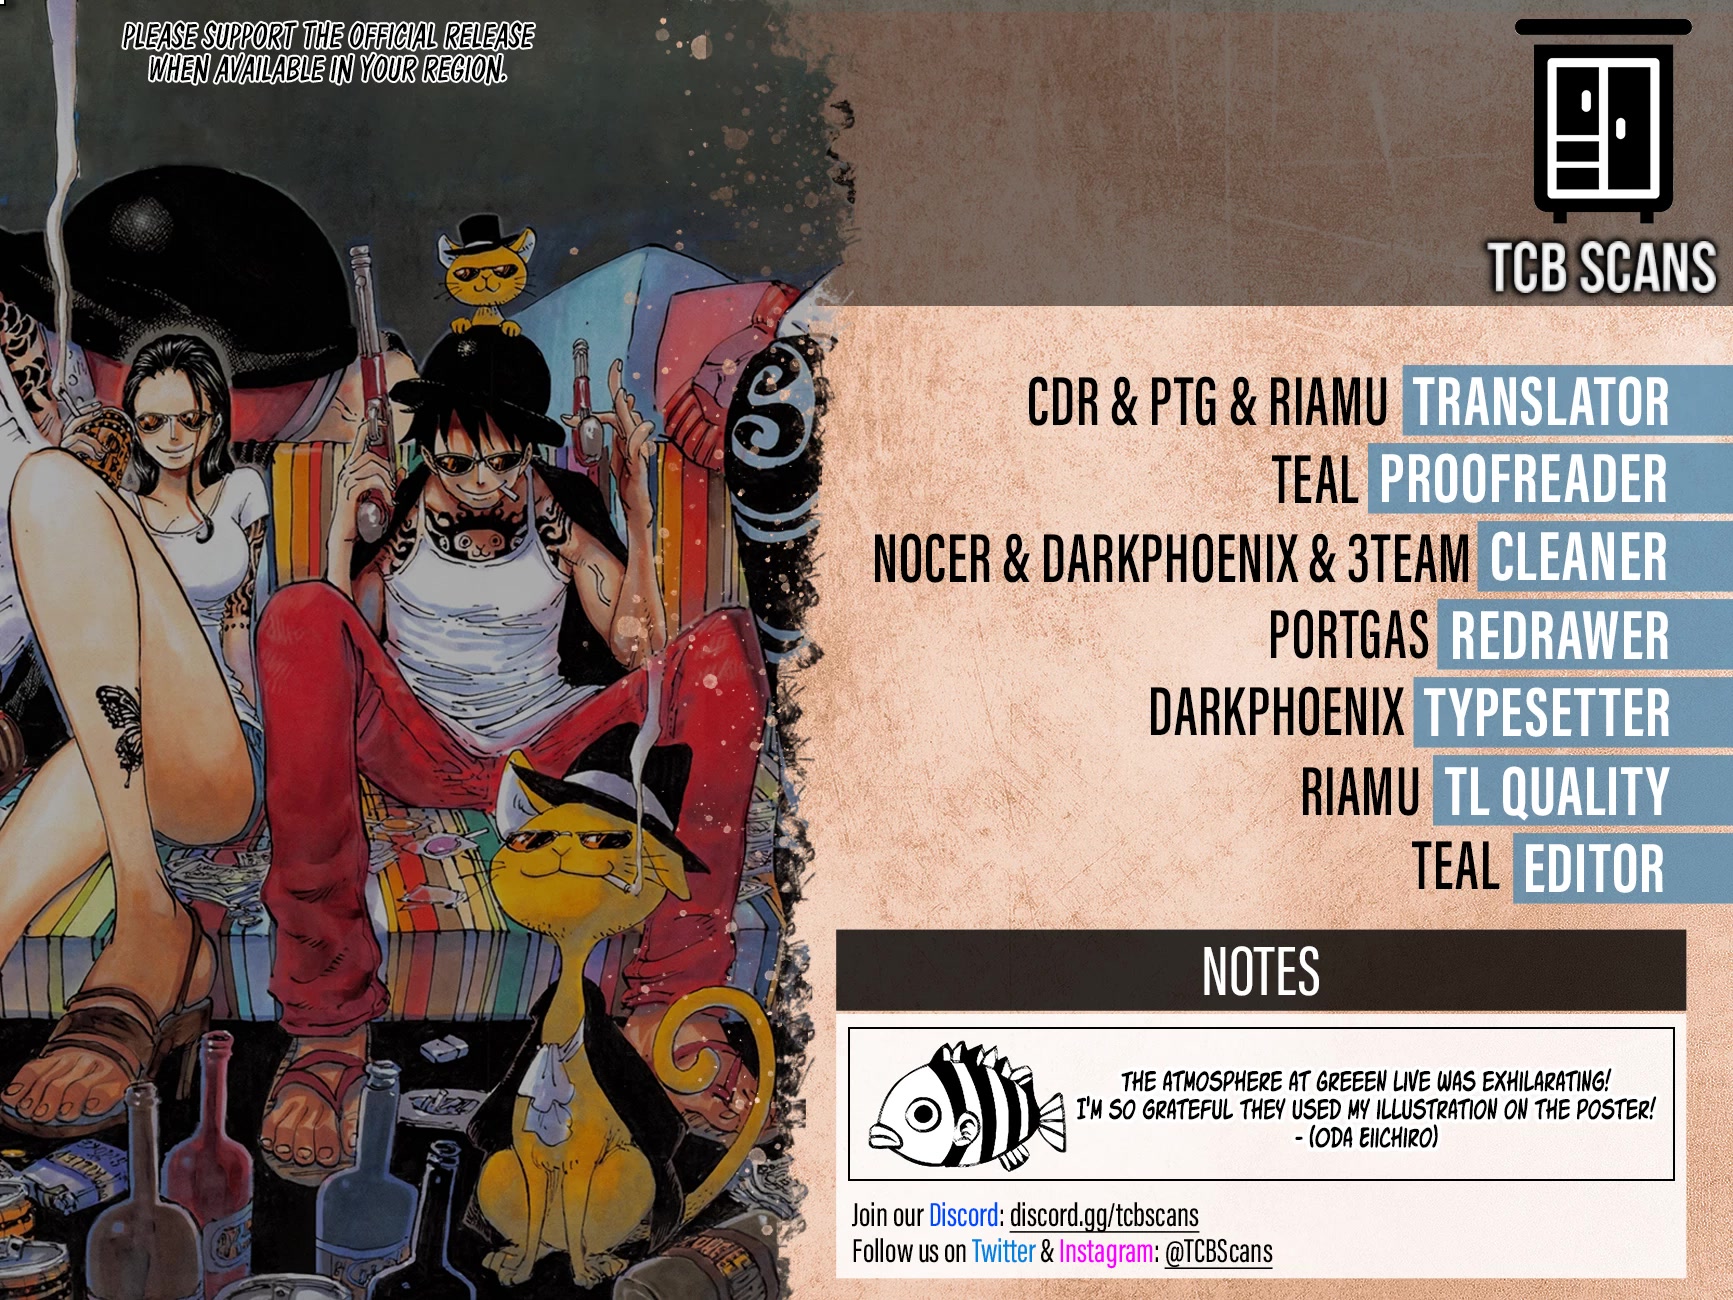 PLEASE SUPPORT THE OFFICIAL RELEASE
WHEN AVAILABLE IN YOUR REGION.
TCB SCANS
CDR & PTG & RIAMU TRANSLATOR
TEAL PROOFREADER
NOCER & DARKPHOENIX & 3TEAM CLEANER
PORTGAS REDRAWER
DARKPHOENIX TYPESETTER
RIAMU TL QUALITY
TEAL EDITOR
NOTES
THE ATMOSPHERE AT GREEEN LIVE WAS EXHILARATING!
I'M SO GRATEFUL THEY USED MY ILLUSTRATION ON THE POSTER!
- (ODA EIICHIRO)
Join our Discord: discord.gg/tcbscans
Follow us on Twitter & Instagram: @TCBScans